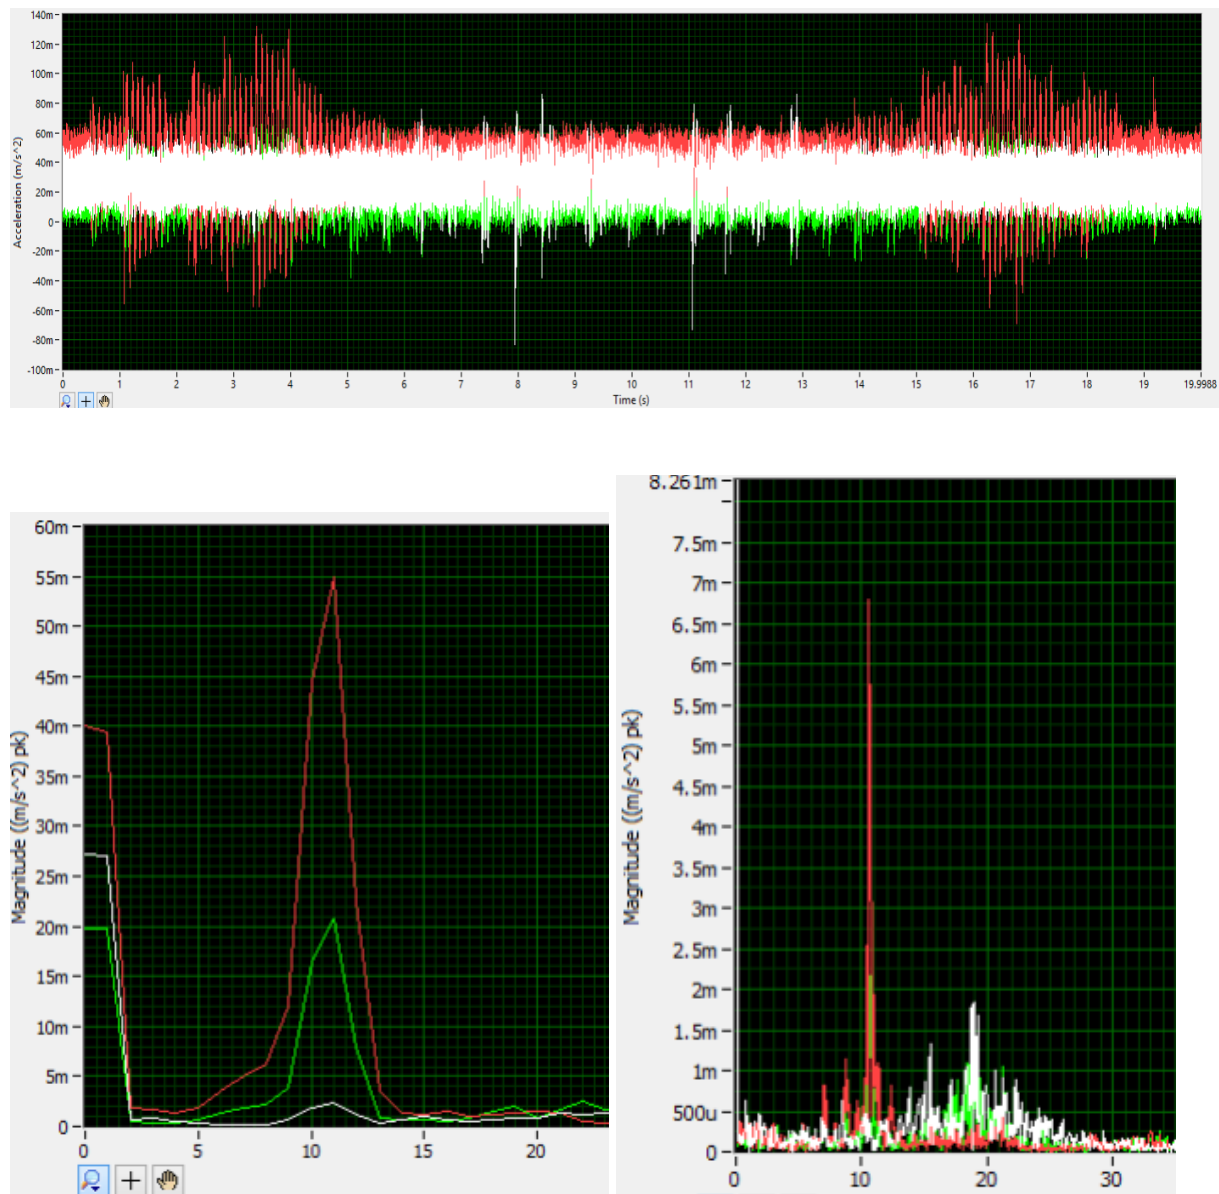 140m
120m
100m
80m
60m
40m
20m
0
-20m
-40m
-60m
-80m
-100m
Acceleration (m/s^2)
0 1 2 3 4 5 6 7 8 9 10 11 12 13 14 15 16 17 18 19 19.9988
Time (s)
60m
55m
50m
45m
40m
35m
30m
25m
20m
15m
10m
5m
0
Magnitude ((m/s^2) pk)
0 5 10 15 20
8.261m
7.5m
7m
6.5m
6m
5.5m
5m
4.5m
4m
3.5m
3m
2.5m
2m
1.5m
1m
500u
0
Magnitude ((m/s^2) pk)
0 10 20 30